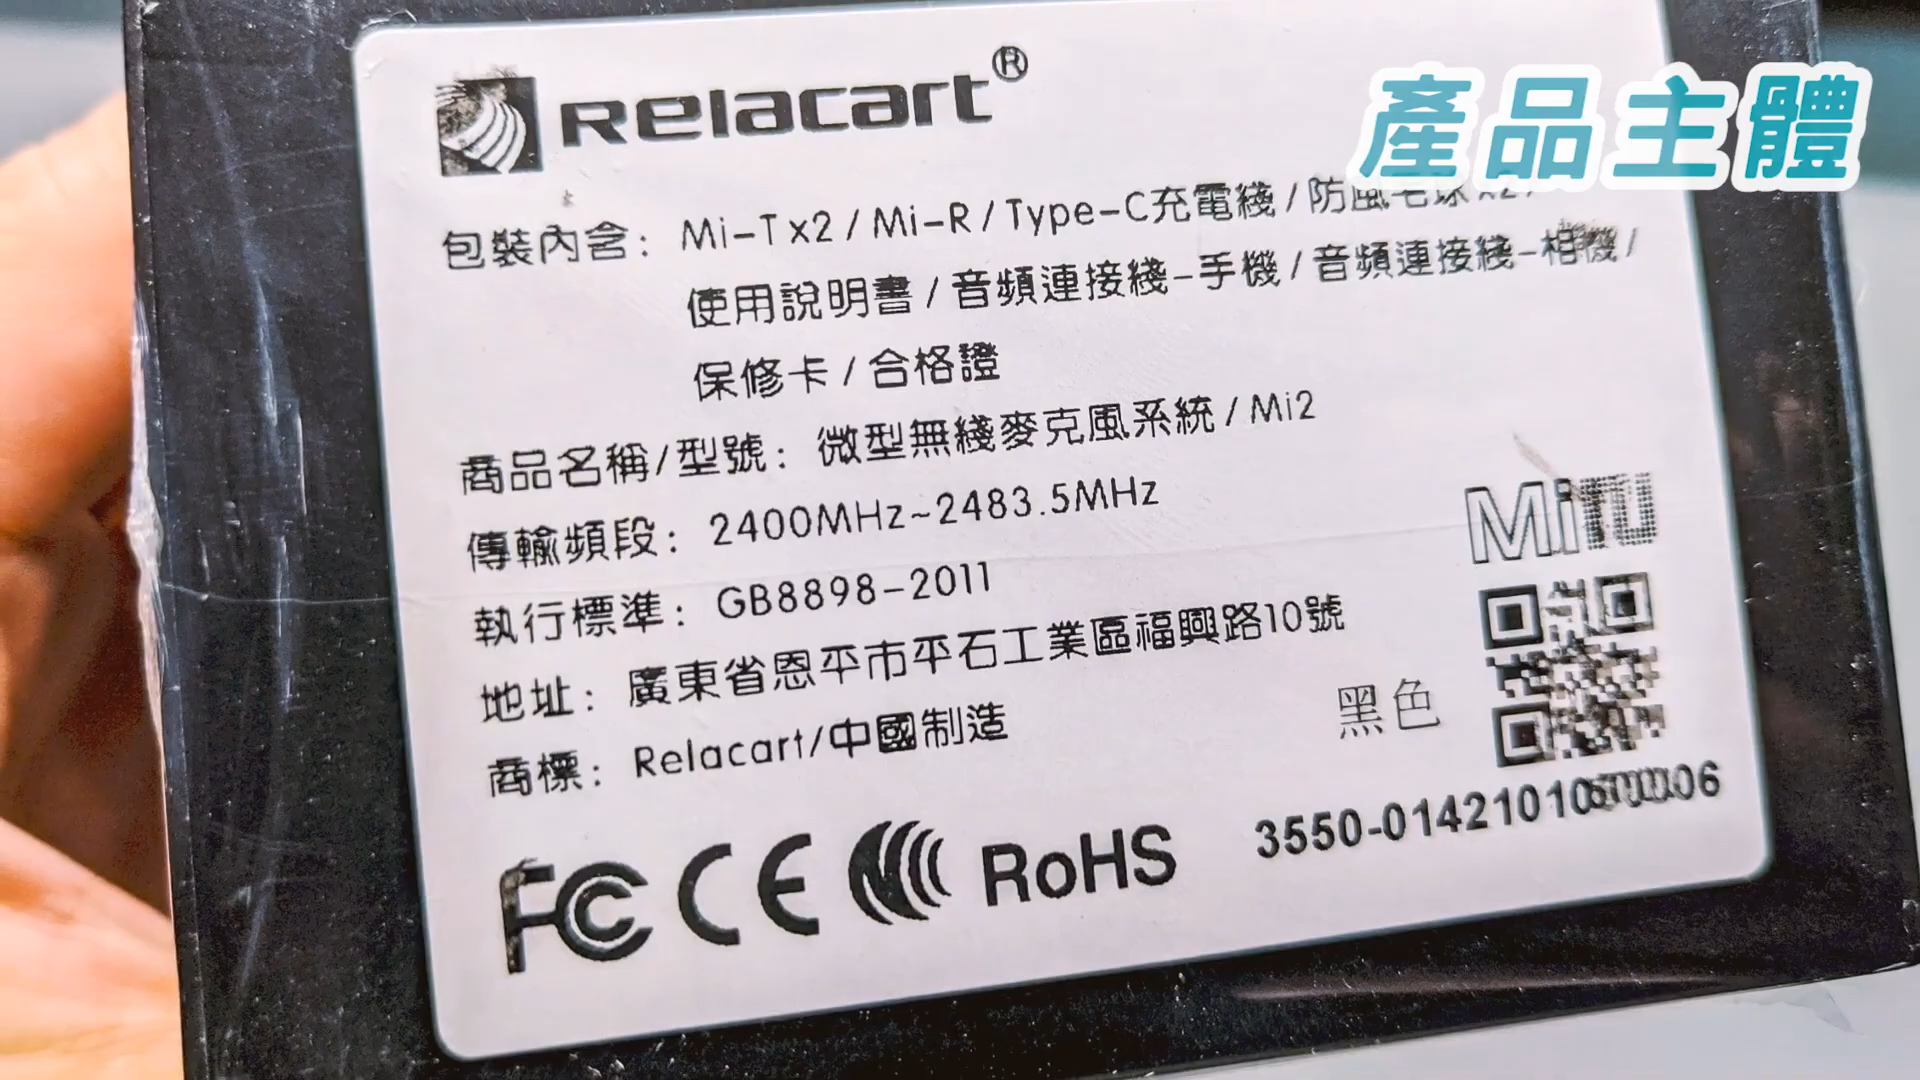 產品主體
Relacart®
包裝內含：Mi-Tx2/Mi-R/Type-C充電綫/防風毛球x2/
使用說明書/音頻連接綫-手機/音頻連接綫-相機/
保修卡/合格證
商品名稱/型號：微型無綫麥克風系統/Mi2
傳輸頻段：2400MHz~2483.5MHz
執行標準：GB8898-2011
地址：廣東省恩平市平石工業區福興路10號
商標：Relacart/中國制造
黑色
FC CE RoHS